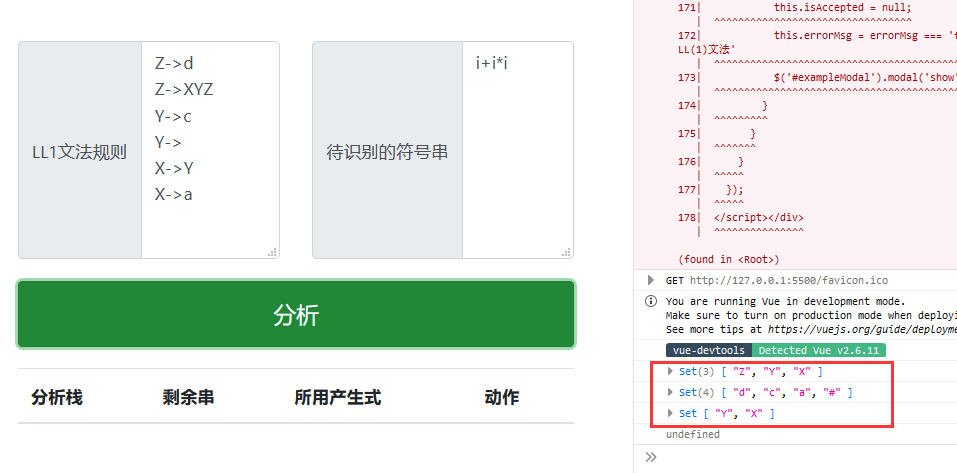 LL1文法规则
Z->d
Z->XYZ
Y->c
Y->
X->Y
X->a
待识别的符号串
i+i*i
分析
分析栈 剩余串 所用产生式 动作
171| this.isAccepted = null;
| ^^^^^^^^^^^^^^^^^^^^^^^^^^^^^^^^
172| this.errorMsg = errorMsg === 'f
LL(1)文法'
| ^^^^^^^^^^^^^^^^^^^^^^^^^^^^^^^^^^^^^^^
173| $('#exampleModal').modal('show'
| ^^^^^^^^^^^^^^^^^^^^^^^^^^^^^^^^^^^^^^^
174| }
| ^^^^^^^^^
175| }
| ^^^^^^^
176| }
| ^^^^^
177| });
| ^^^^^
178| </script></div>
| ^^^^^^^^^^^^^^^
(found in <Root>)
GET http://127.0.0.1:5500/favicon.ico
You are running Vue in development mode.
Make sure to turn on production mode when deployi
See more tips at https://vuejs.org/guide/deployme
vue-devtools Detected Vue v2.6.11
Set(3) [ "Z", "Y", "X" ]
Set(4) [ "d", "c", "a", "#" ]
Set [ "Y", "X" ]
undefined